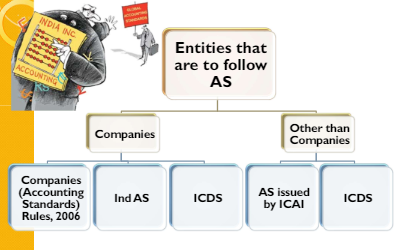 INDIA INC.
ACCOUNTING
GLOBAL
ACCOUNTING
STANDARDS
Entities that
are to follow
AS
Companies
Other than
Companies
Companies
(Accounting
Standards)
Rules, 2006
Ind AS
ICDS
AS issued
by ICAI
ICDS